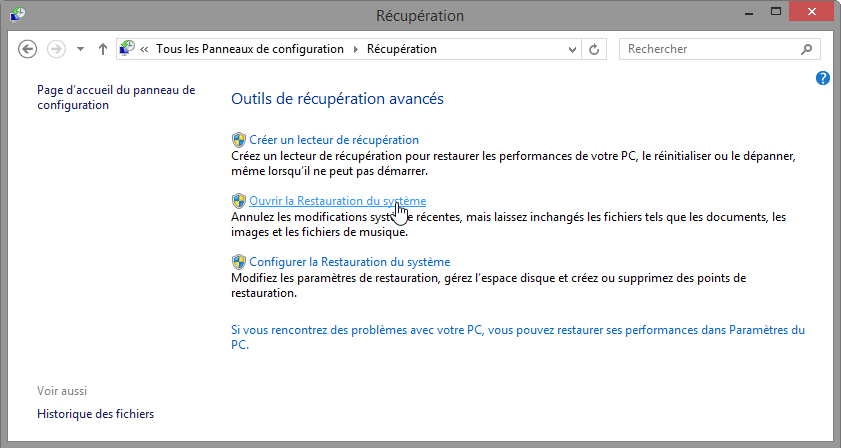 Récupération
« Tous les Panneaux de configuration Récupération
Rechercher
Page d'accueil du panneau de
configuration
Outils de récupération avancés
Créer un lecteur de récupération
Créez un lecteur de récupération pour restaurer les performances de votre PC, le réinitialiser ou le dépanner,
même lorsqu'il ne peut pas démarrer.
Ouvrir la Restauration du système
Annulez les modifications système récentes, mais laissez inchangés les fichiers tels que les documents, les
images et les fichiers de musique.
Configurer la Restauration du système
Modifiez les paramètres de restauration, gérez l'espace disque et créez ou supprimez des points de
restauration.
Si vous rencontrez des problèmes avec votre PC, vous pouvez restaurer ses performances dans Paramètres du
PC.
Voir aussi
Historique des fichiers